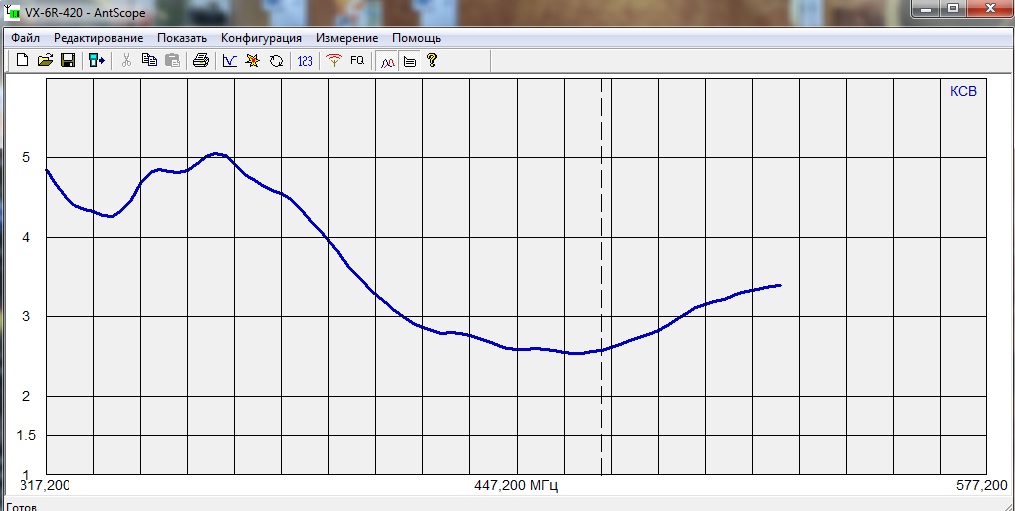 VX-6R-420 - AntScope
Файл Редактирование Показать Конфигурация Измерение Помощь
123 FQ ?
КСВ
5
4
3
2
1.5
1
317,200 447,200 МГц 577,200
Готов